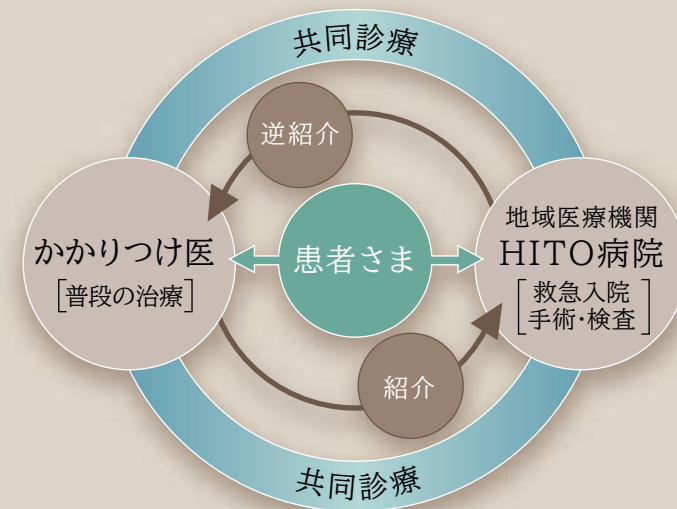 共同診療
逆紹介
かかりつけ医
[普段の治療]
患者さま
地域医療機関
HITO病院
[救急入院
手術・検査]
紹介
共同診療